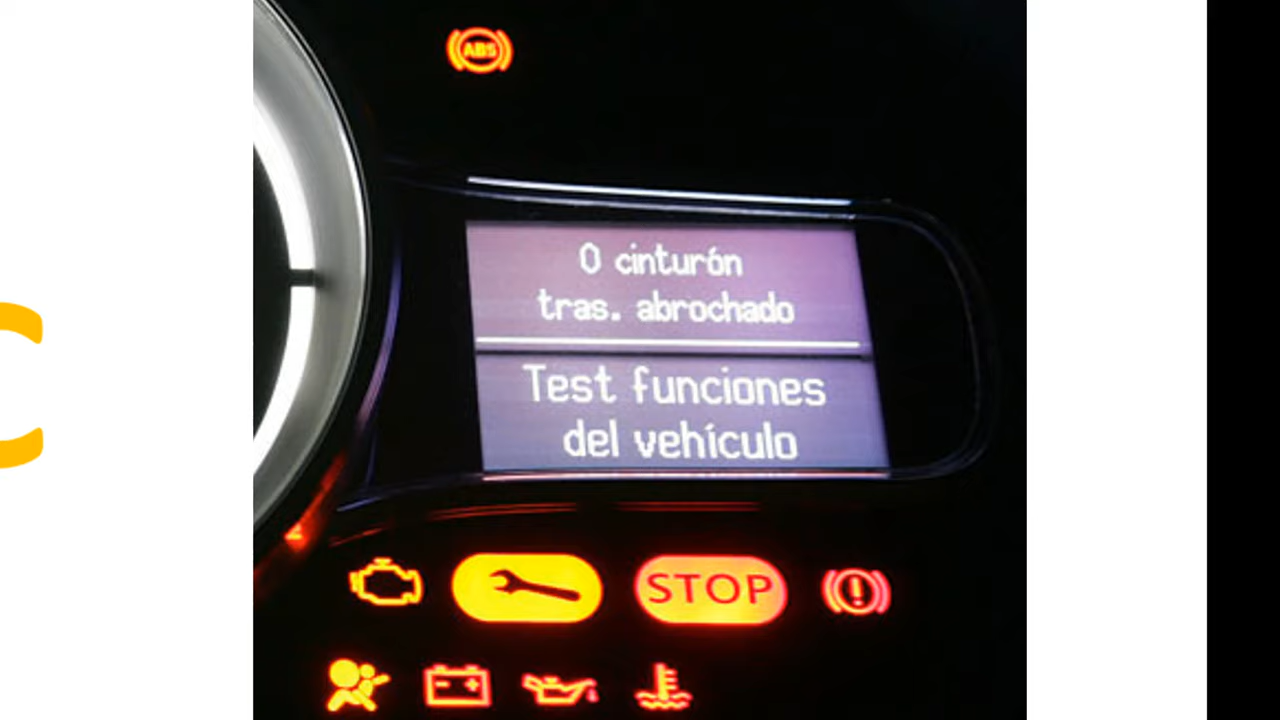 ABS
0 cinturón
tras. abrochado
Test funciones
del vehículo
STOP